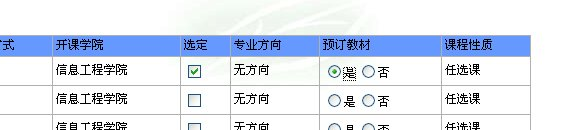 式 开课学院 选定 专业方向 预订教材 课程性质
信息工程学院 无方向 是 否 任选课
信息工程学院 无方向 是 否 任选课
信息工程学院 无方向 是 否 任选课